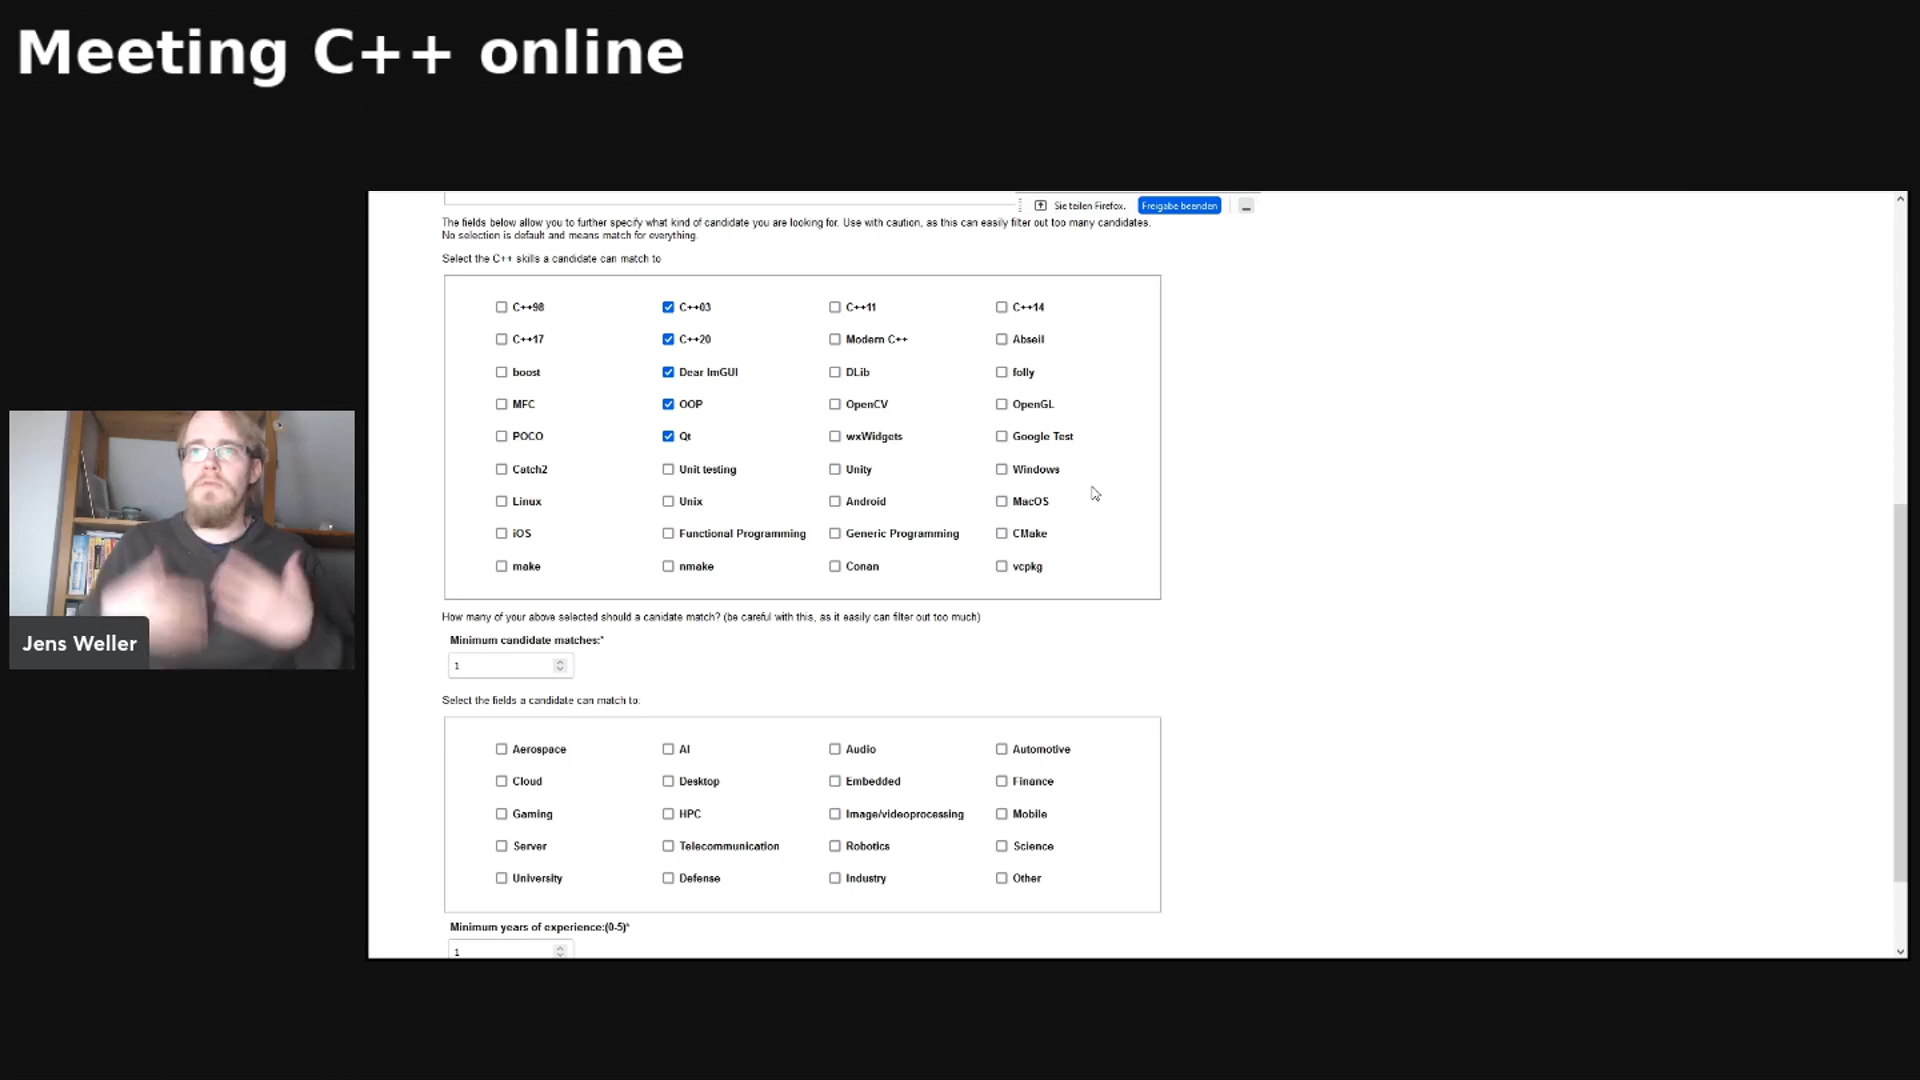 Meeting C++ online
Sie teilen Firefox. Freigabe beenden
The fields below allow you to further specify what kind of candidate you are looking for. Use with caution, as this can easily filter out too many candidates.
No selection is default and means match for everything.
Select the C++ skills a candidate can match to
C++98 C++03 C++11 C++14
C++17 C++20 Modern C++ Abseil
boost Dear ImGUI DLib folly
MFC OOP OpenCV OpenGL
POCO Qt wxWidgets Google Test
Catch2 Unit testing Unity Windows
Linux Unix Android MacOS
iOS Functional Programming Generic Programming CMake
make nmake Conan vcpkg
How many of your above selected should a canidate match? (be careful with this, as it easily can filter out too much)
Minimum candidate matches:*
1
Jens Weller
Select the fields a candidate can match to:
Aerospace AI Audio Automotive
Cloud Desktop Embedded Finance
Gaming HPC Image/videoprocessing Mobile
Server Telecommunication Robotics Science
University Defense Industry Other
Minimum years of experience:(0-5)*
1